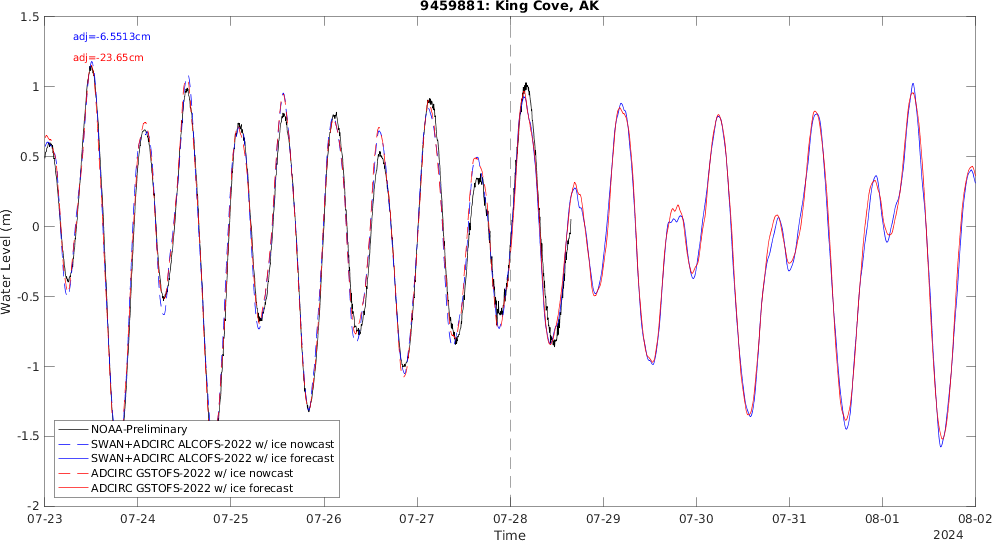 9459881: King Cove, AK
adj=-6.5513cm
adj=-23.65cm
Water Level (m)
1.5
1
0.5
0
-0.5
-1
-1.5
-2
NOAA-Preliminary
SWAN+ADCIRC ALCOFS-2022 w/ ice nowcast
SWAN+ADCIRC ALCOFS-2022 w/ ice forecast
ADCIRC GSTOFS-2022 w/ ice nowcast
ADCIRC GSTOFS-2022 w/ ice forecast
07-23 07-24 07-25 07-26 07-27 07-28 07-29 07-30 07-31 08-01 08-02
Time
2024